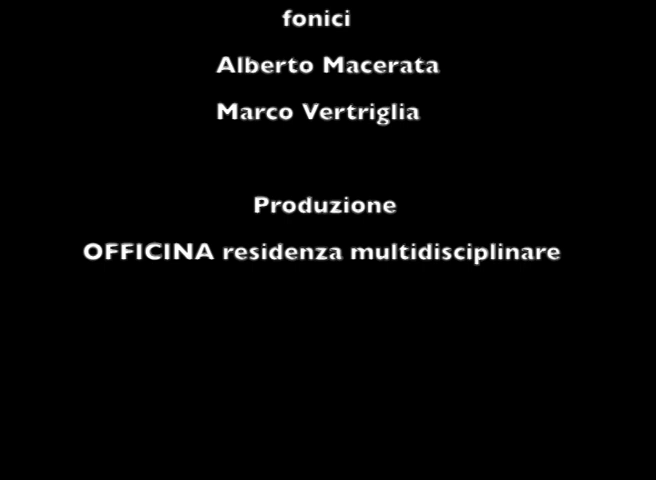 fonici
Alberto Macerata
Marco Vertriglia
Produzione
OFFICINA residenza multidisciplinare